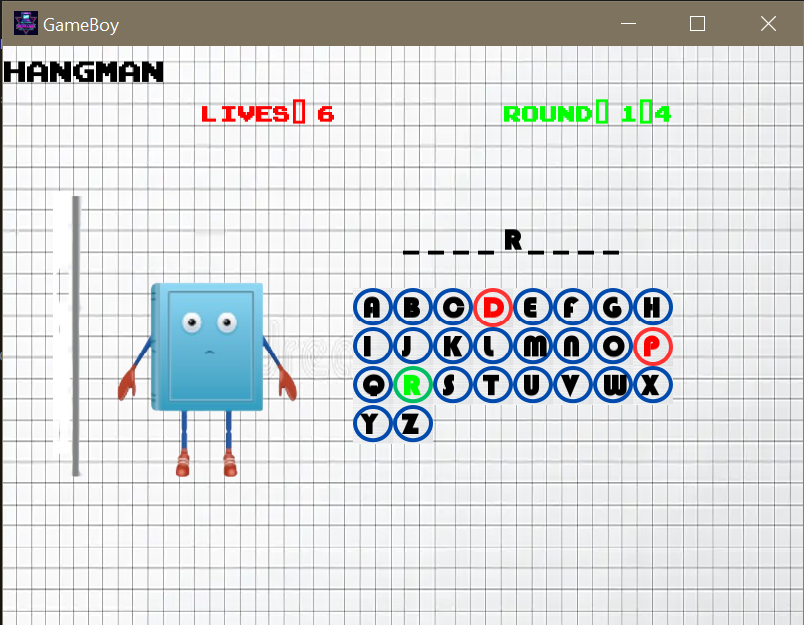 GameBoy
HANGMAN
LIVES▯ 6
ROUND▯ 1▯4
_ _ _ _ R _ _ _ _
A B C D E F G H
I J K L M N O P
Q R S T U V W X
Y Z